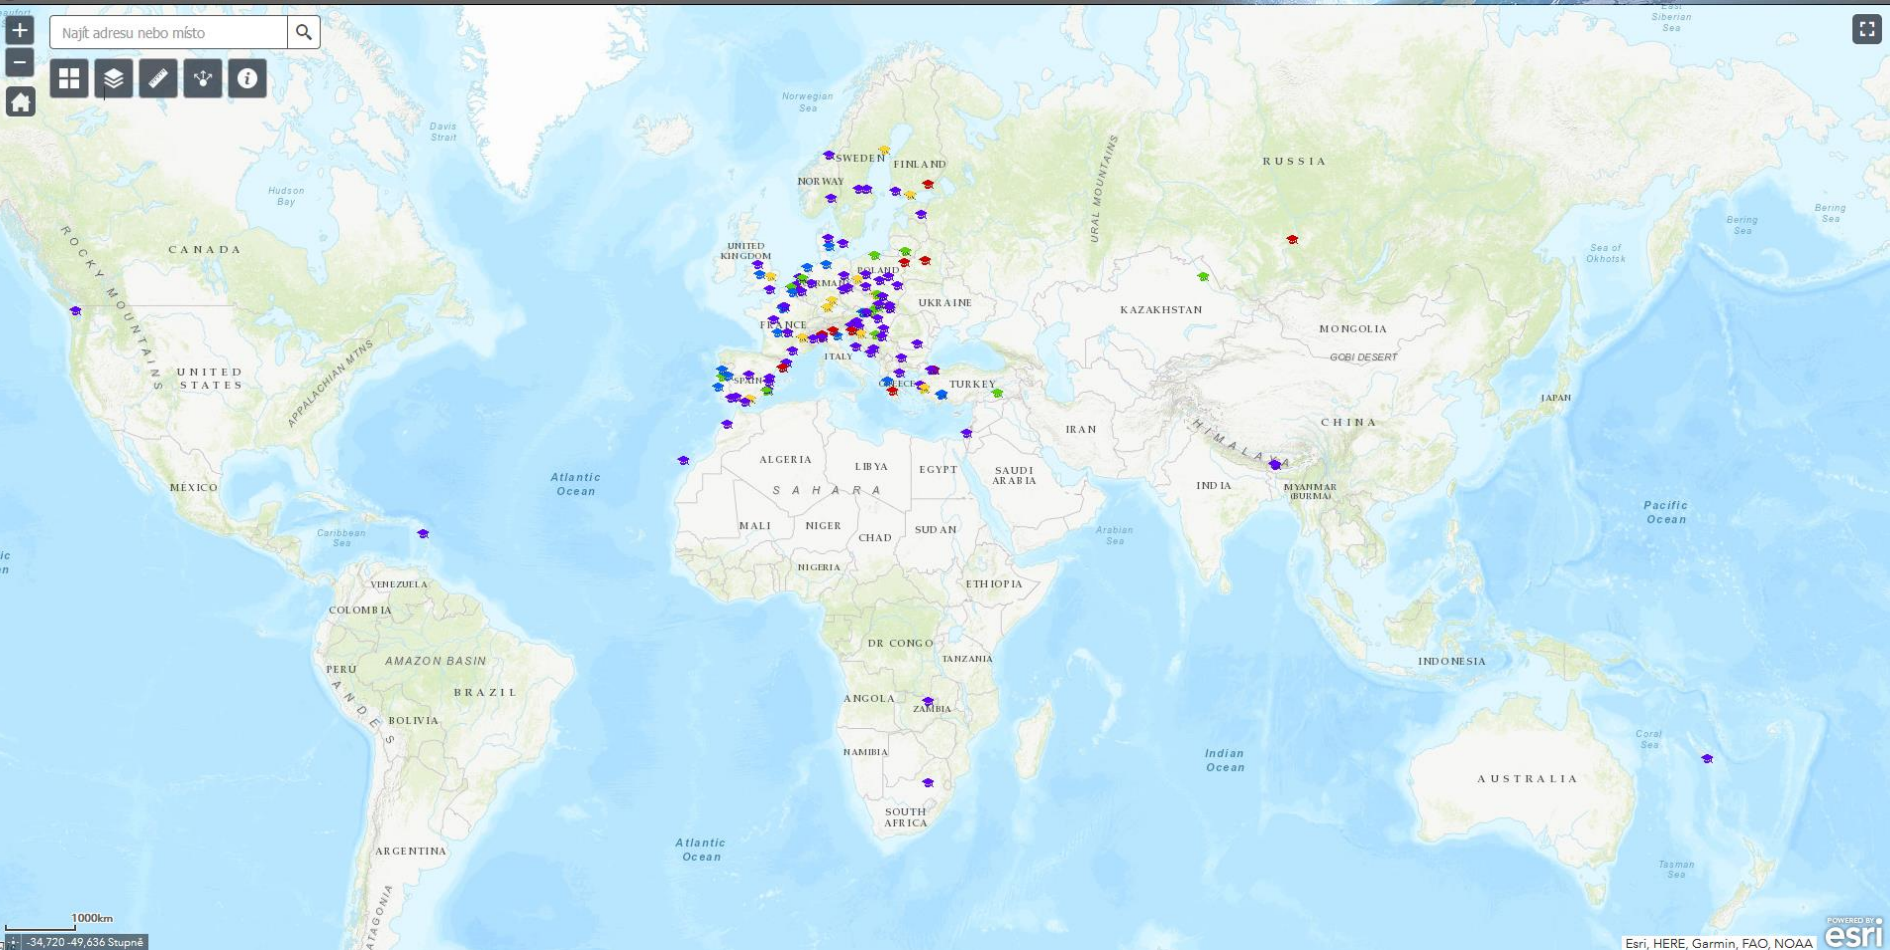 Najít adresu nebo místo
East
Siberian
Sea
Norwegian
Sea
Davis
Strait
SWEDEN
FINLAND
RUSSIA
NORWAY
Hudson
Bay
URAL MOUNTAINS
Bering
Sea
Bering
Sea
ROCKY MOUNTAINS
CANADA
UNITED
KINGDOM
Sea of
Okhotsk
POLAND
UKRAINE
KAZAKHSTAN
FRANCE
MONGOLIA
ITALY
GOBI DESERT
UNITED
STATES
APPALACHIAN MTNS
SPAIN
TURKEY
JAPAN
CHINA
IRAN
HIMALAYA
ALGERIA
LIBYA
EGYPT
SAUDI
ARABIA
Atlantic
Ocean
SAHARA
INDIA
MYANMAR
(BURMA)
MÉXICO
Pacific
Ocean
MALI
NIGER
CHAD
SUDAN
Arabian
Sea
Caribbean
Sea
NIGERIA
ETHIOPIA
VENEZUELA
COLOMBIA
DR CONGO
TANZANIA
AMAZON BASIN
INDONESIA
PERU
BRAZIL
ANDES
ANGOLA
ZAMBIA
BOLIVIA
NAMIBIA
Coral
Sea
Indian
Ocean
AUSTRALIA
SOUTH
AFRICA
Atlantic
Ocean
ARGENTINA
Tasman
Sea
ATAGONIA
1000km
-34,720 -49,636 Stupně
POWERED BY
esri
Esri, HERE, Garmin, FAO, NOAA